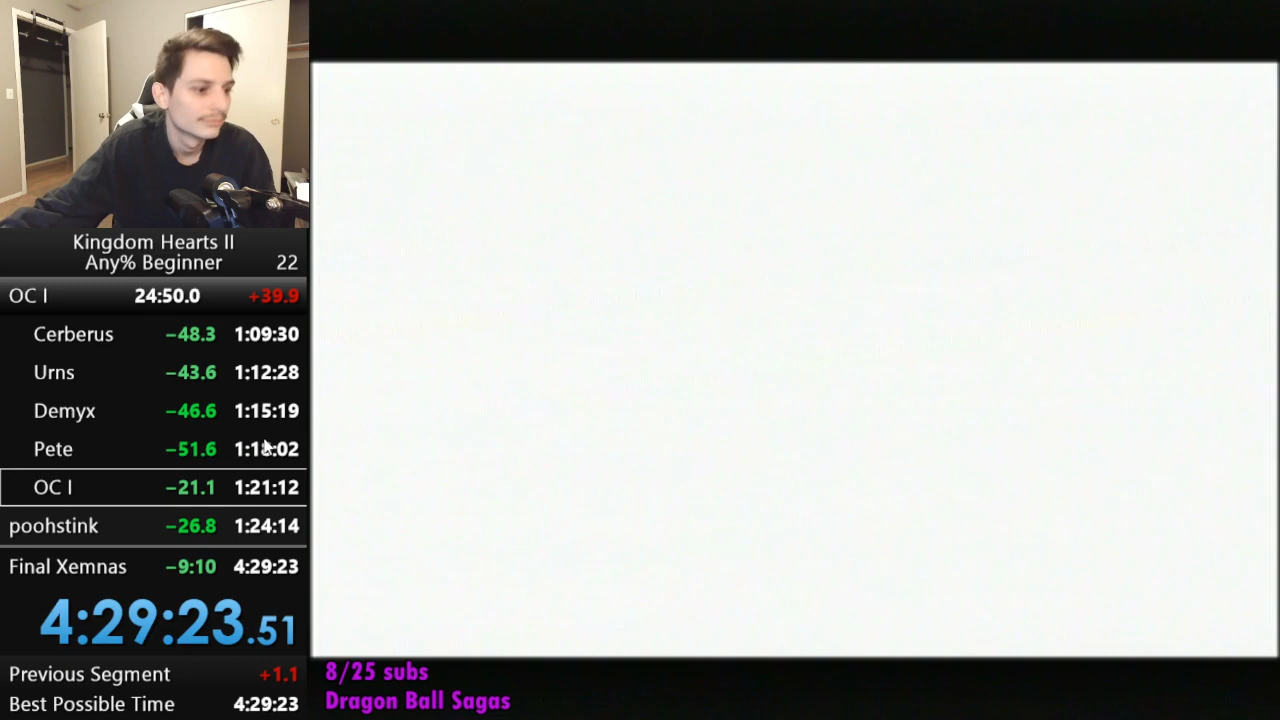 Kingdom Hearts II
Any% Beginner 22
OC I 24:50.0 +39.9
Cerberus −48.3 1:09:30
Urns −43.6 1:12:28
Demyx −46.6 1:15:19
Pete −51.6 1:18:02
OC I −21.1 1:21:12
poohstink −26.8 1:24:14
Final Xemnas −9:10 4:29:23
4:29:23.51
Previous Segment +1.1
Best Possible Time 4:29:23
8/25 subs
Dragon Ball Sagas